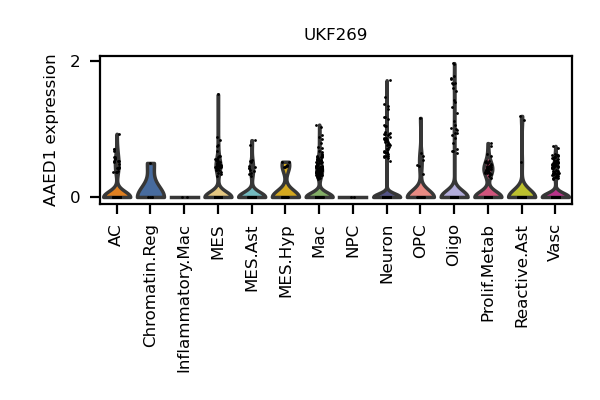 UKF269
AAED1 expression
2
0
AC
Chromatin.Reg
Inflammatory.Mac
MES
MES.Ast
MES.Hyp
Mac
NPC
Neuron
OPC
Oligo
Prolif.Metab
Reactive.Ast
Vasc